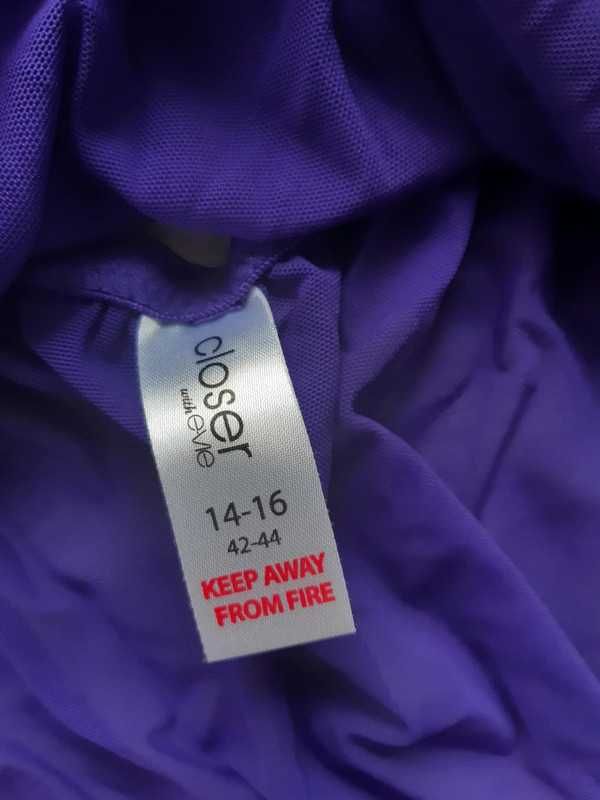 closer
with evie
14-16
42-44
KEEP AWAY
FROM FIRE